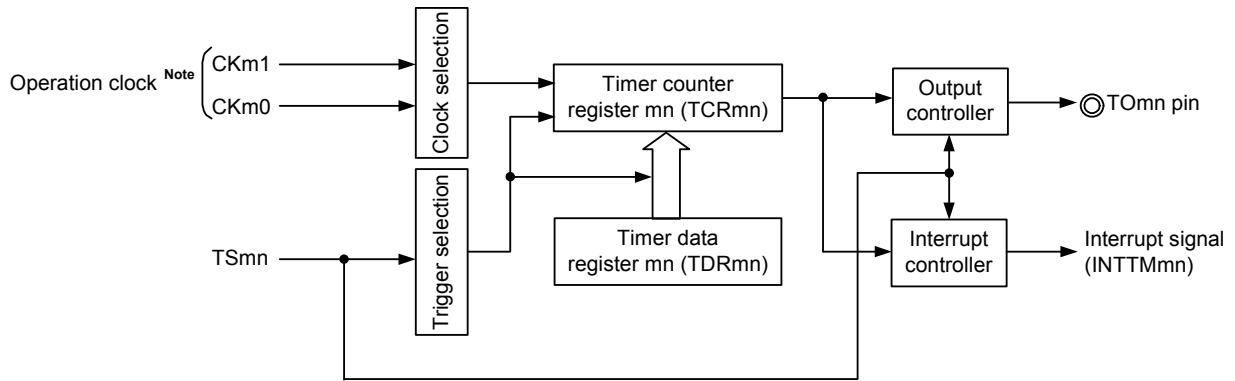 Operation clock Note
CKm1
CKm0
Clock selection
Timer counter
register mn (TCRmn)
Output
controller
TOmn pin
TSmn
Trigger selection
Timer data
register mn (TDRmn)
Interrupt
controller
Interrupt signal
(INTTMmn)